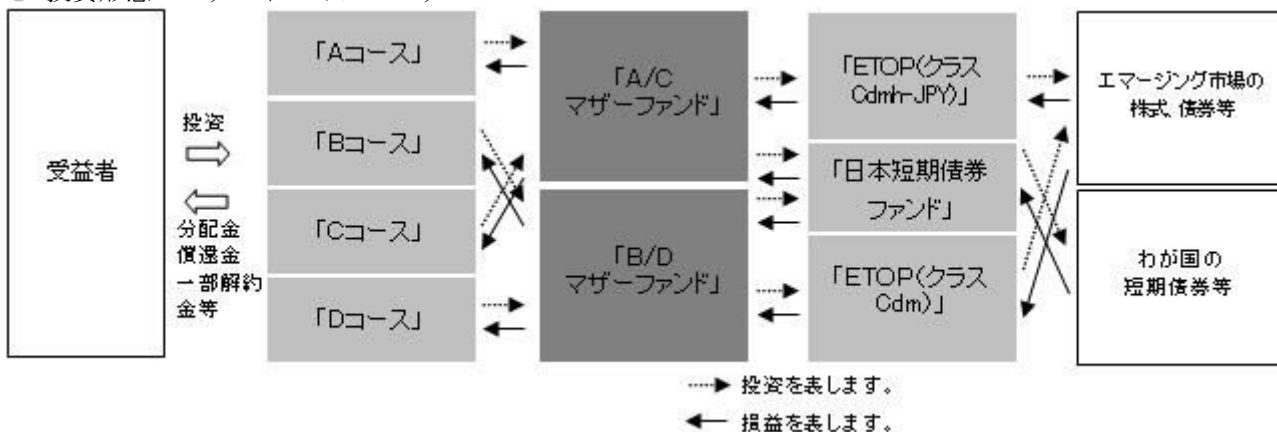 受益者
投資
分配金
償還金
一部解約
金等
「Aコース」
「Bコース」
「Cコース」
「Dコース」
「A/C
マザーファンド」
「B/D
マザーファンド」
「ETOP(クラス
Cdmh-JPY)」
「日本短期債券
ファンド」
「ETOP(クラス
Cdm)」
エマージング市場の
株式、債券等
わが国の
短期債券等
投資を表します。
損益を表します。